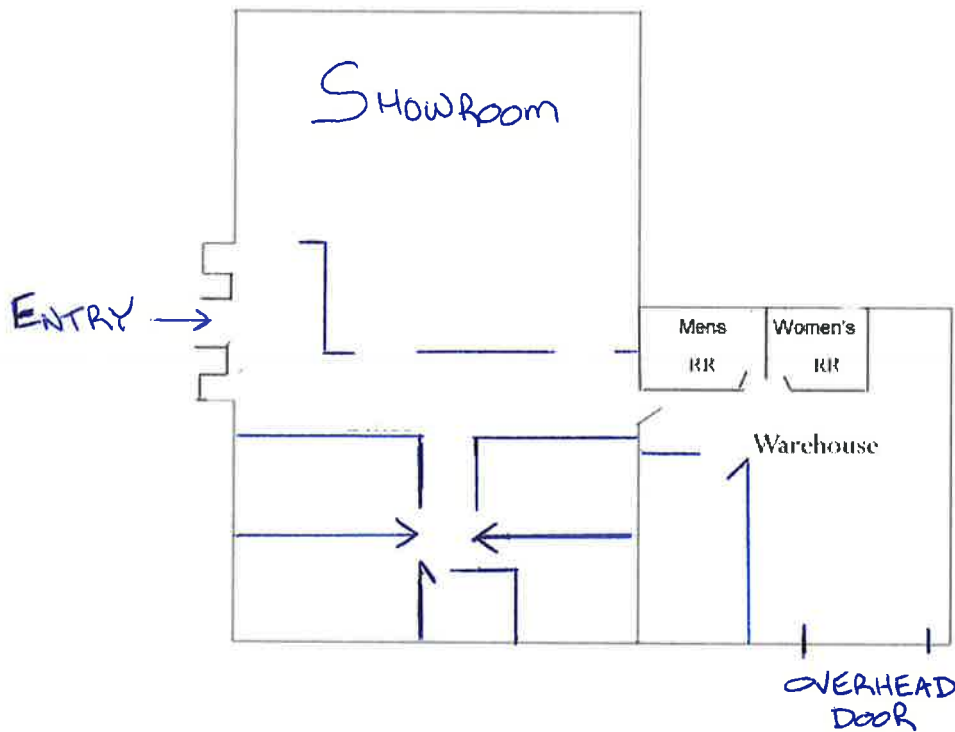 SHOWROOM
ENTRY
Mens
Women's
RR
RR
Warehouse
OVERHEAD
DOOR